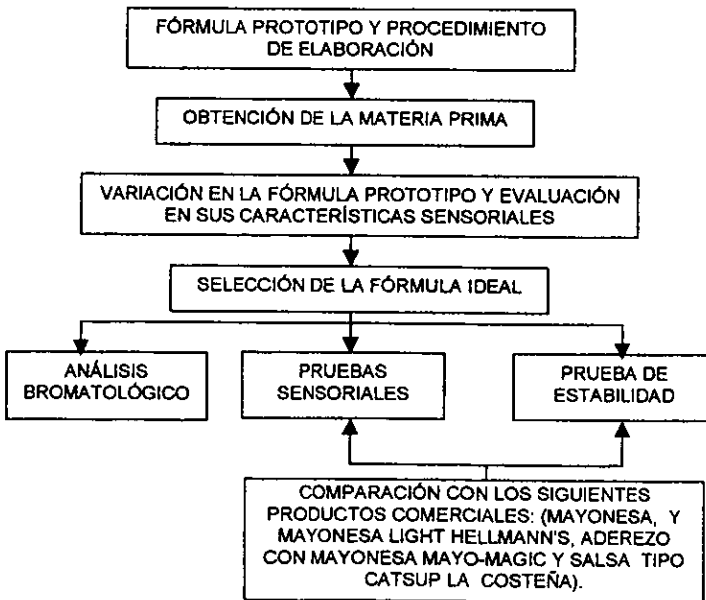 FÓRMULA PROTOTIPO Y PROCEDIMIENTO
DE ELABORACIÓN
OBTENCIÓN DE LA MATERIA PRIMA
VARIACIÓN EN LA FÓRMULA PROTOTIPO Y EVALUACIÓN
EN SUS CARACTERÍSTICAS SENSORIALES
SELECCIÓN DE LA FÓRMULA IDEAL
ANÁLISIS
BROMATOLÓGICO
PRUEBAS
SENSORIALES
PRUEBA DE
ESTABILIDAD
COMPARACIÓN CON LOS SIGUIENTES
PRODUCTOS COMERCIALES: (MAYONESA, Y
MAYONESA LIGHT HELLMANN'S, ADEREZO
CON MAYONESA MAYO-MAGIC Y SALSA TIPO
CATSUP LA COSTEÑA).